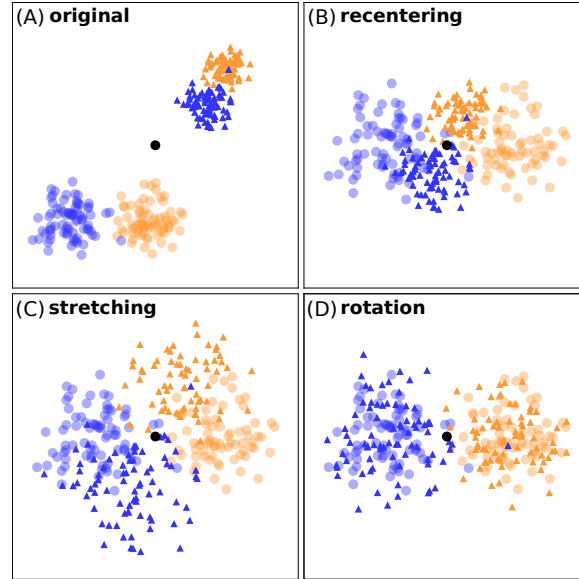 (A) original
(B) recentering
(C) stretching
(D) rotation